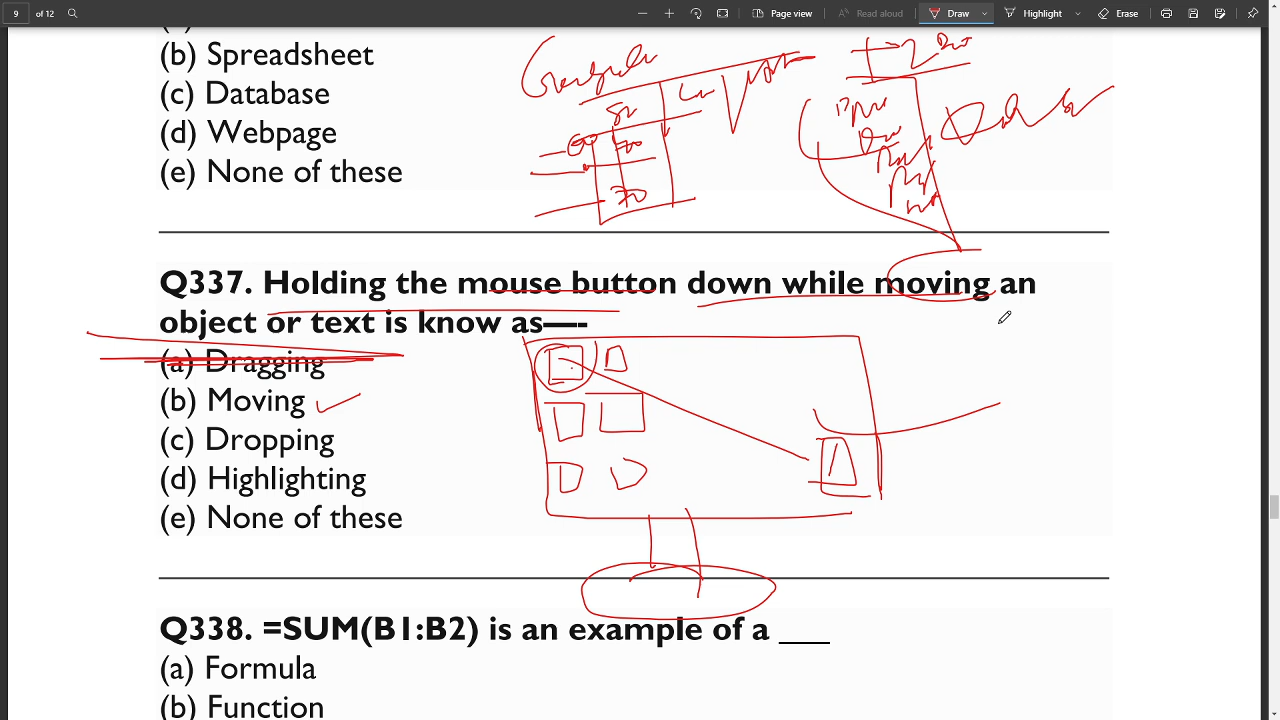 9 of 12 Page view Read aloud Draw Highlight Erase
(b) Spreadsheet
(c) Database
(d) Webpage
(e) None of these
Q337. Holding the mouse button down while moving an
object or text is know as—-
(a) Dragging
(b) Moving
(c) Dropping
(d) Highlighting
(e) None of these
Q338. =SUM(B1:B2) is an example of a ___
(a) Formula
(b) Function